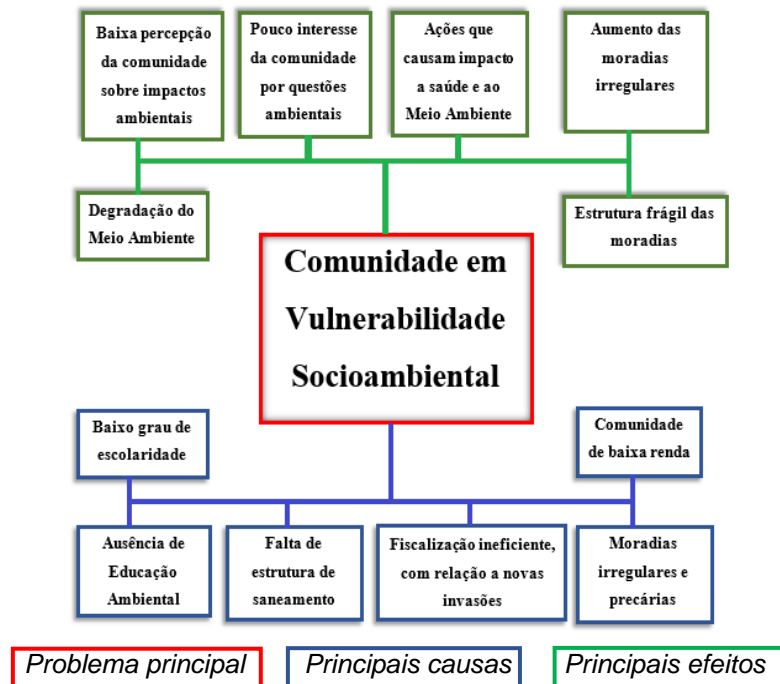 Baixa percepção
da comunidade
sobre impactos
ambientais
Pouco interesse
da comunidade
por questões
ambientais
Ações que
causam impacto
a saúde e ao
Meio Ambiente
Aumento das
moradias
irregulares
Degradação do
Meio Ambiente
Estrutura frágil das
moradias
Comunidade em
Vulnerabilidade
Socioambiental
Baixo grau de
escolaridade
Comunidade
de baixa renda
Ausência de
Educação
Ambiental
Falta de
estrutura de
saneamento
Fiscalização ineficiente,
com relação a novas
invasões
Moradias
irregulares e
precárias
Problema principal
Principais causas
Principais efeitos